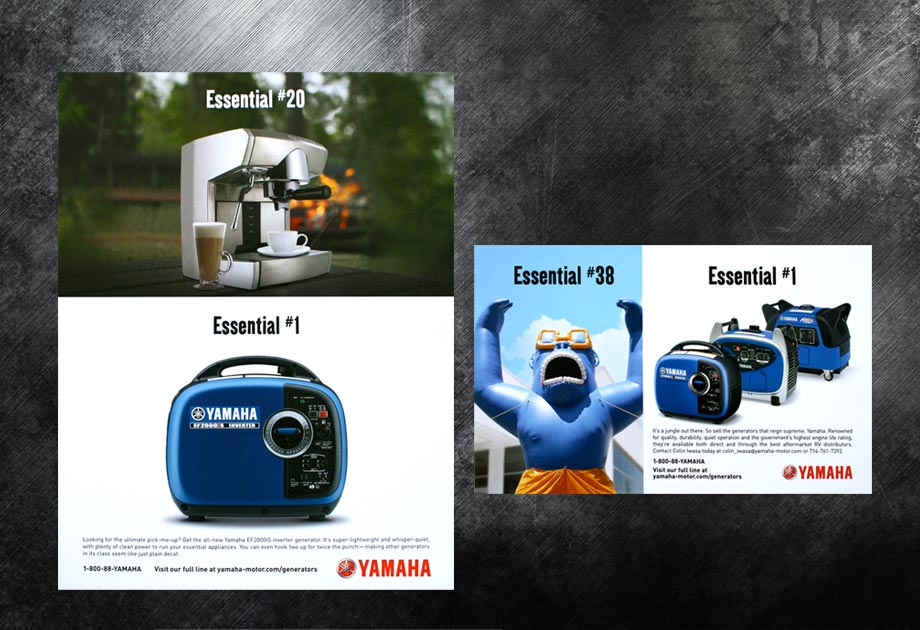 Essential #20
Essential #1
YAMAHA
EF2000iS INVERTER
Looking for the ultimate pick-me-up? Get the all-new Yamaha EF2000iS inverter generator. It's super-lightweight and whisper-quiet,
with plenty of clean power to run your essential appliances. You can even hook two up for twice the punch — making other generators
in its class seem like just plain decaf.
1-800-88-YAMAHA Visit our full line at yamaha-motor.com/generators
YAMAHA
Essential #38
Essential #1
YAMAHA
YAMAHA
YAMAHA
It's a jungle out there. So sell the generators that reign supreme. Yamaha. Renowned
for quality, durability, quiet operation and the government's highest engine life rating,
they're available both direct and through the best aftermarket RV distributors.
Contact Colin Iwasa today at colin_iwasa@yamaha-motor.com or 714-761-7392.
1-800-88-YAMAHA
Visit our full line at
yamaha-motor.com/generators
YAMAHA